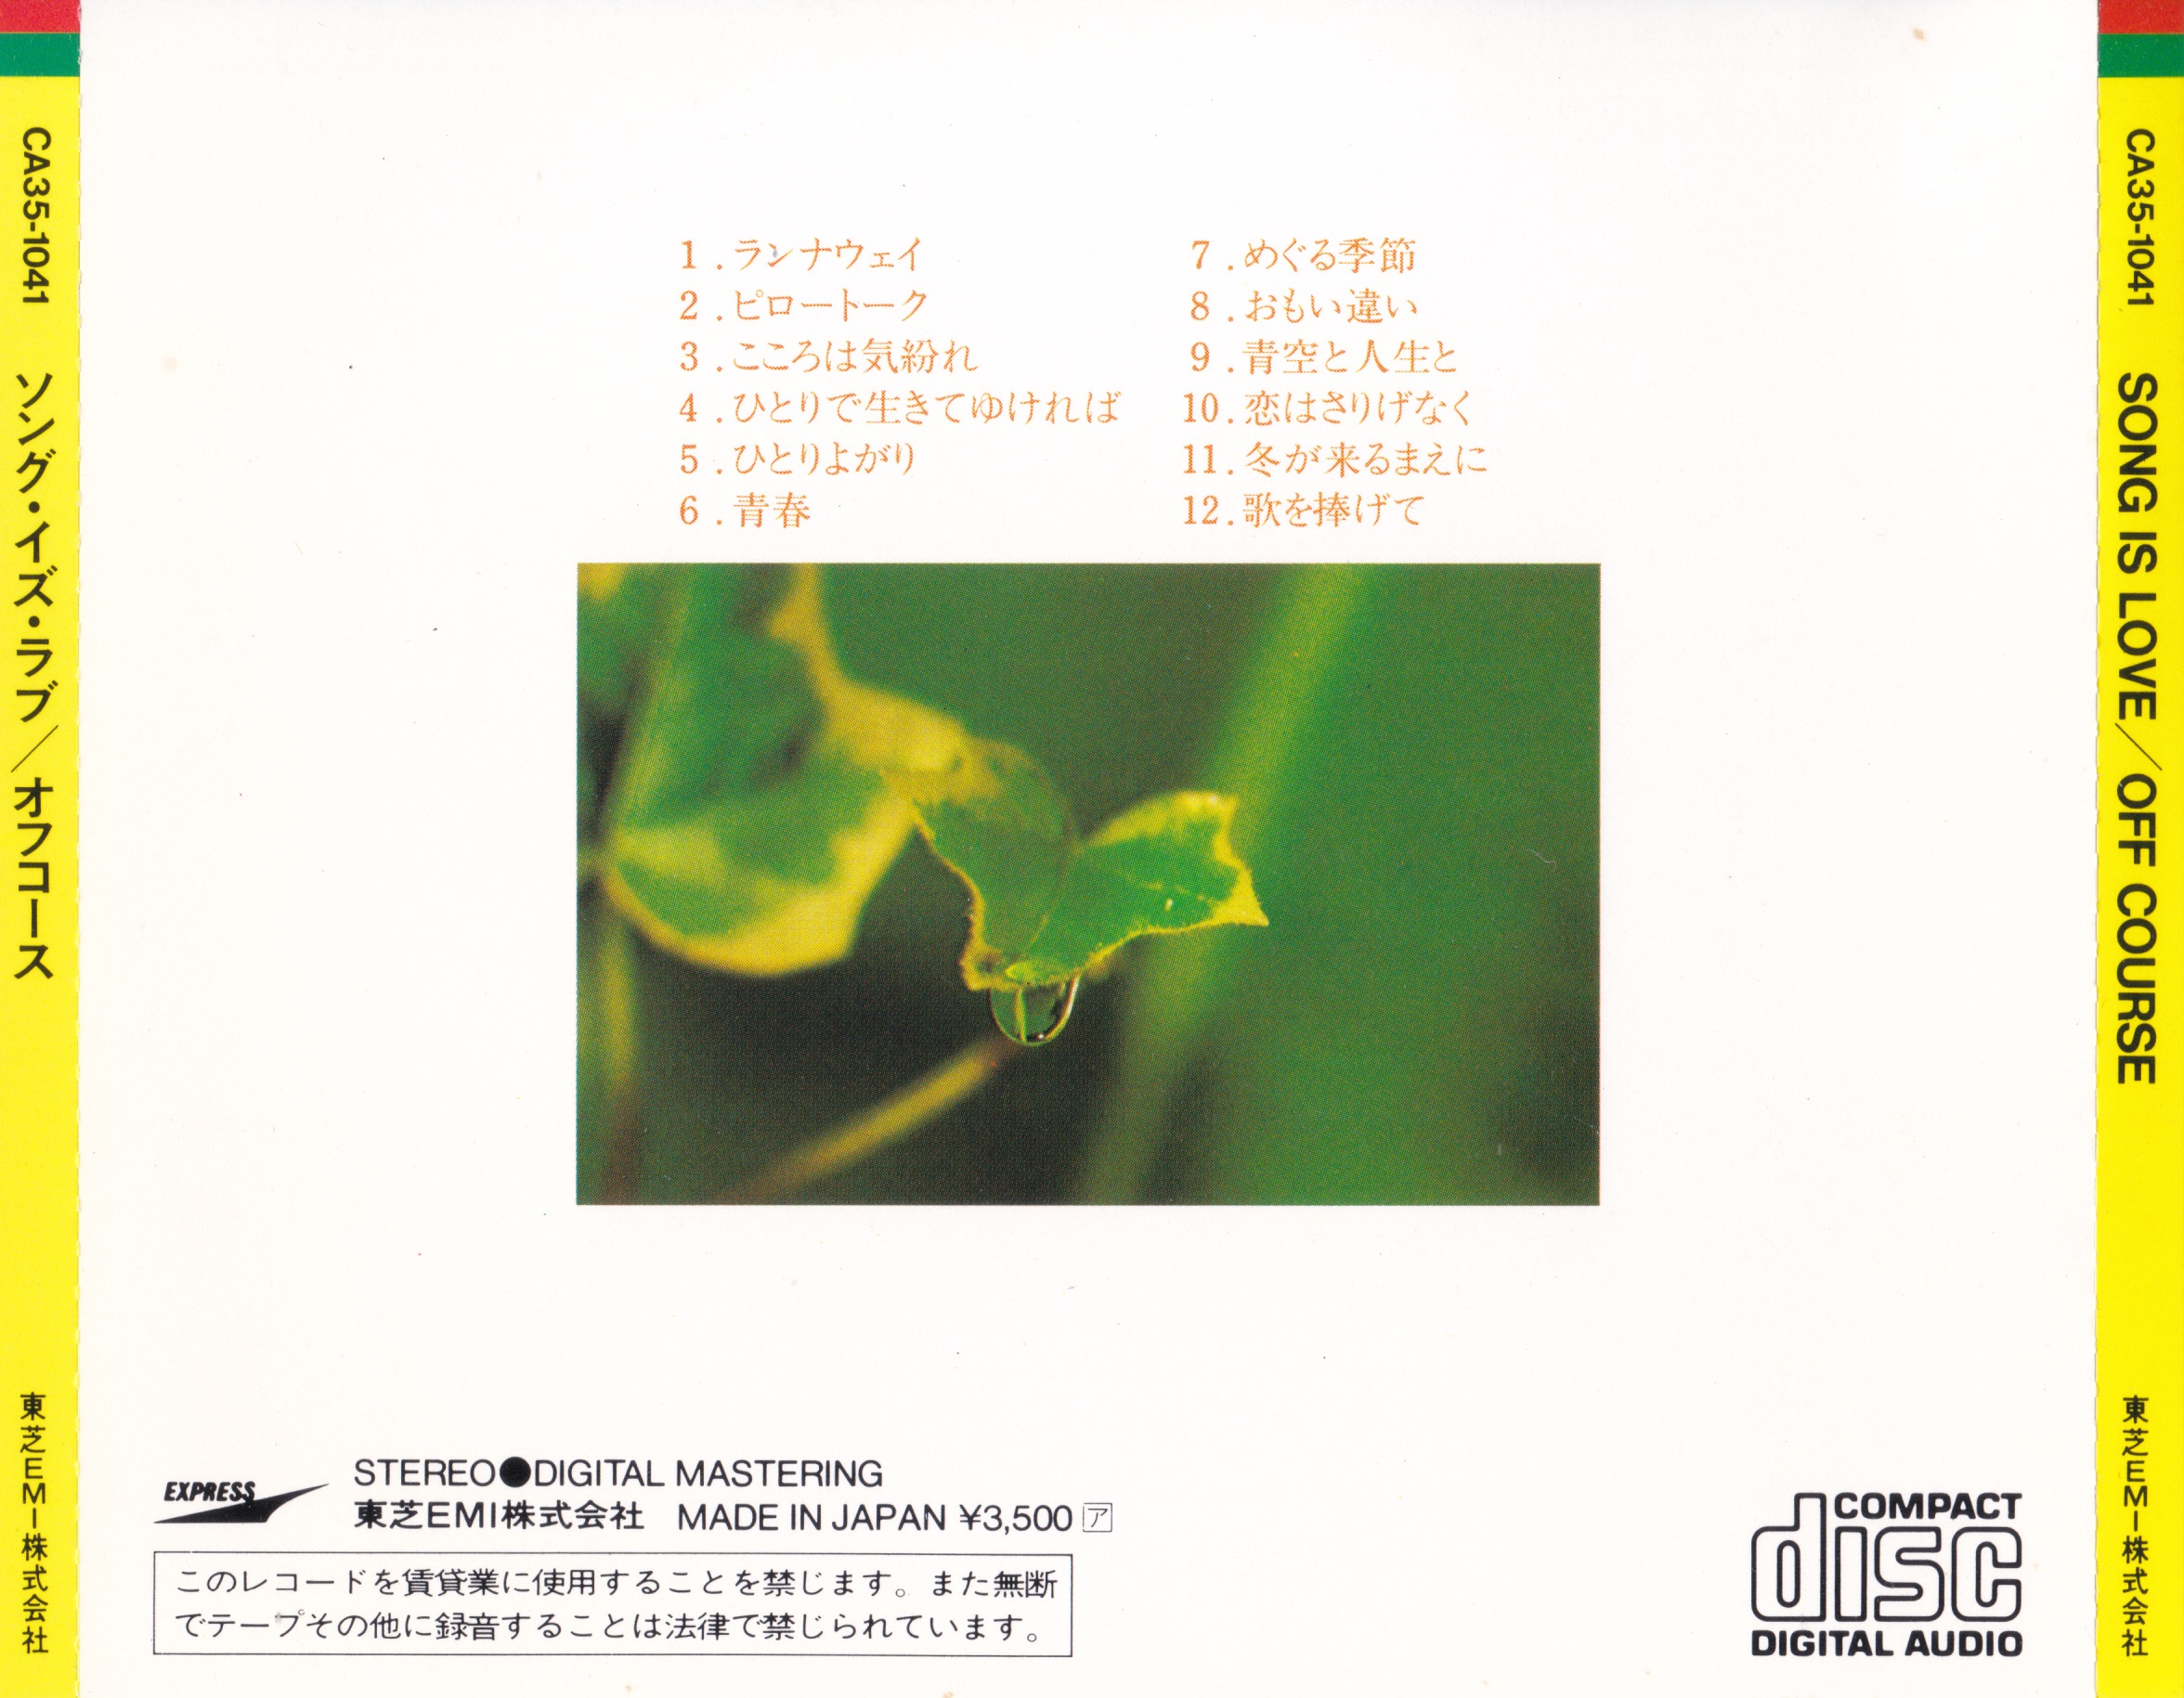 CA35-1041 ソング・イズ・ラブ/オフコース 東芝EMI株式会社
1.ランナウェイ
2.ピロートーク
3.こころは気紛れ
4.ひとりで生きてゆければ
5.ひとりよがり
6.青春
7.めぐる季節
8.おもい違い
9.青空と人生と
10.恋はさりげなく
11.冬が来るまえに
12.歌を捧げて
EXPRESS
STEREO●DIGITAL MASTERING
東芝EMI株式会社 MADE IN JAPAN ¥3,500 ア
このレコードを賃貸業に使用することを禁じます。また無断
でテープその他に録音することは法律で禁じられています。
COMPACT
disc
DIGITAL AUDIO
CA35-1041 SONG IS LOVE/OFF COURSE 東芝EMI株式会社